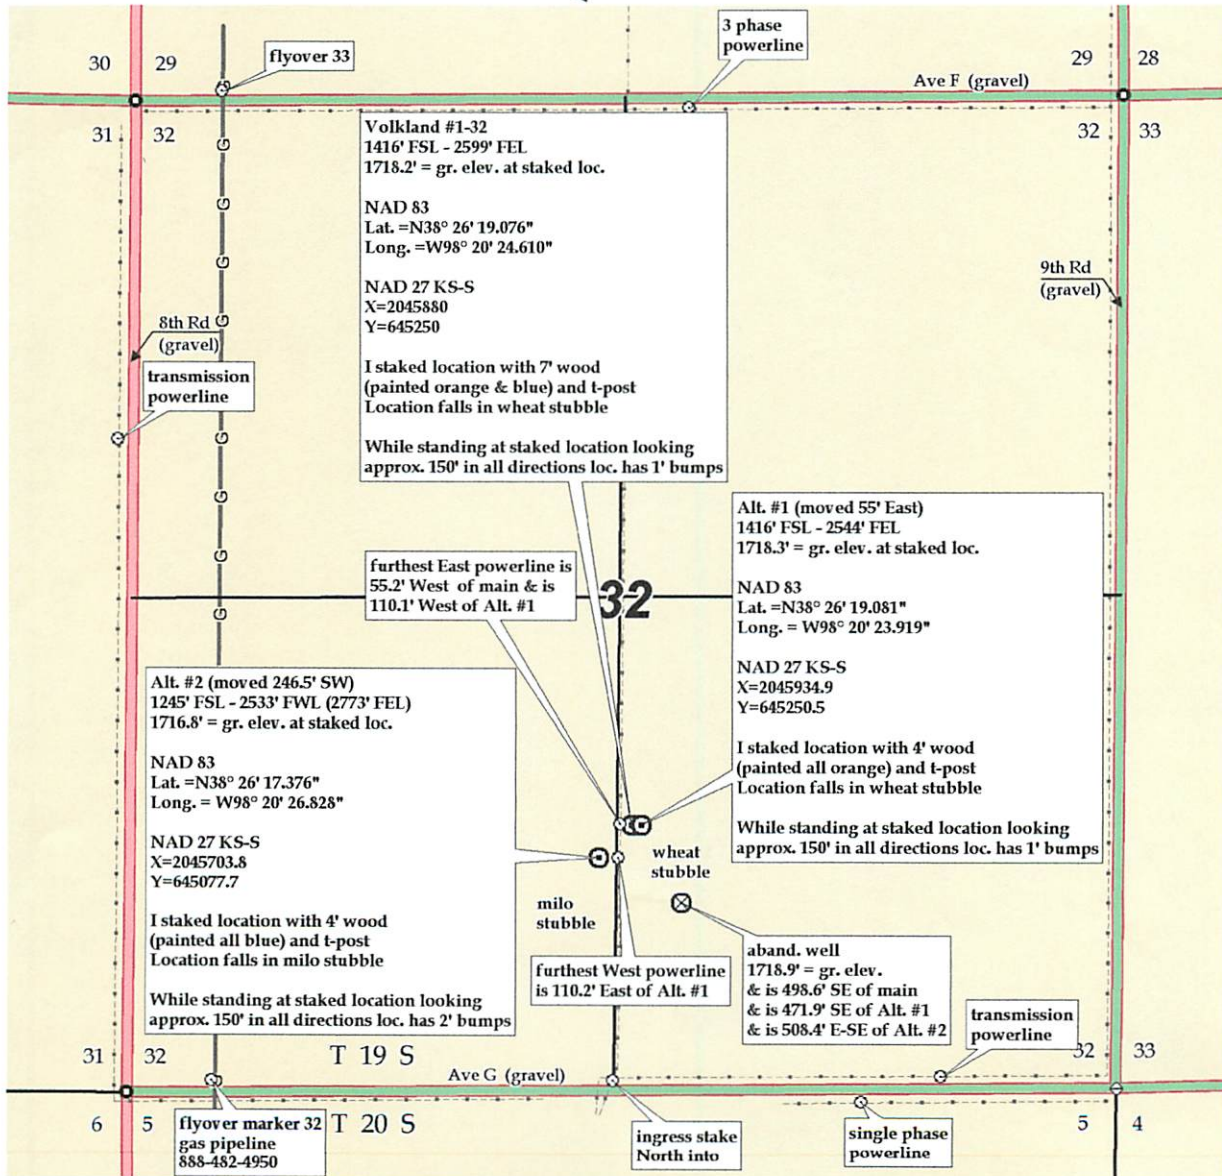 30
29
flyover 33
3 phase
powerline
29
28
Ave F (gravel)
31
32
32
33
G
G
G
G
G
G
G
G
G
Volkland #1-32
1416' FSL - 2599' FEL
1718.2' = gr. elev. at staked loc.
NAD 83
Lat. =N38° 26' 19.076"
Long. =W98° 20' 24.610"
NAD 27 KS-S
X=2045880
Y=645250
I staked location with 7' wood
(painted orange & blue) and t-post
Location falls in wheat stubble
While standing at staked location looking
approx. 150' in all directions loc. has 1' bumps
9th Rd
(gravel)
8th Rd
(gravel)
transmission
powerline
Alt. #1 (moved 55' East)
1416' FSL - 2544' FEL
1718.3' = gr. elev. at staked loc.
NAD 83
Lat. =N38° 26' 19.081"
Long. = W98° 20' 23.919"
NAD 27 KS-S
X=2045934.9
Y=645250.5
I staked location with 4' wood
(painted all orange) and t-post
Location falls in wheat stubble
While standing at staked location looking
approx. 150' in all directions loc. has 1' bumps
furthest East powerline is
55.2' West of main & is
110.1' West of Alt. #1
32
Alt. #2 (moved 246.5' SW)
1245' FSL - 2533' FWL (2773' FEL)
1716.8' = gr. elev. at staked loc.
NAD 83
Lat. =N38° 26' 17.376"
Long. = W98° 20' 26.828"
NAD 27 KS-S
X=2045703.8
Y=645077.7
I staked location with 4' wood
(painted all blue) and t-post
Location falls in milo stubble
While standing at staked location looking
approx. 150' in all directions loc. has 2' bumps
wheat
stubble
milo
stubble
furthest West powerline
is 110.2' East of Alt. #1
aband. well
1718.9' = gr. elev.
& is 498.6' SE of main
& is 471.9' SE of Alt. #1
& is 508.4' E-SE of Alt. #2
transmission
powerline
31
32
T 19 S
32
33
Ave G (gravel)
6
5
T 20 S
5
4
flyover marker 32
gas pipeline
888-482-4950
ingress stake
North into
single phase
powerline